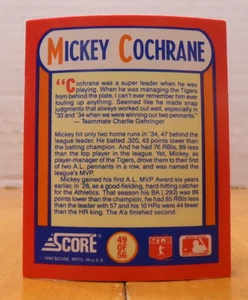 MICKEY COCHRANE
"Cochrane was a super leader when he was
playing. When he was managing the Tigers
from behind the plate, I can't ever remember him
fouling up anything. Seemed like he made snap
judgments that always worked out well, especially in
'33 and '34 when we were winning our two pennants."
— Teammate Charlie Gehringer
Mickey hit only two home runs in '34, 47 behind the
league leader. He batted .320, 43 points lower than
the batting champion. And he had 76 RBIs, 89 less
than the top player in the league. Yet, Mickey, as
player-manager of the Tigers, drove them to their first
of two A.L. pennants in a row, and was named the
league's MVP.
Mickey gained his first A.L. MVP Award six years
earlier, in '28, as a good-fielding, hard-hitting catcher
for the Athletics. That season his BA (.293) was 86
points lower than the champion, he had 85 RBIs less
than the leader with 57 and his 10 HRs were 44 fewer
than the HR king. The A's finished second.
SCORE
49
OF
56
© 1990 SCORE, PRTD. IN U.S.A.